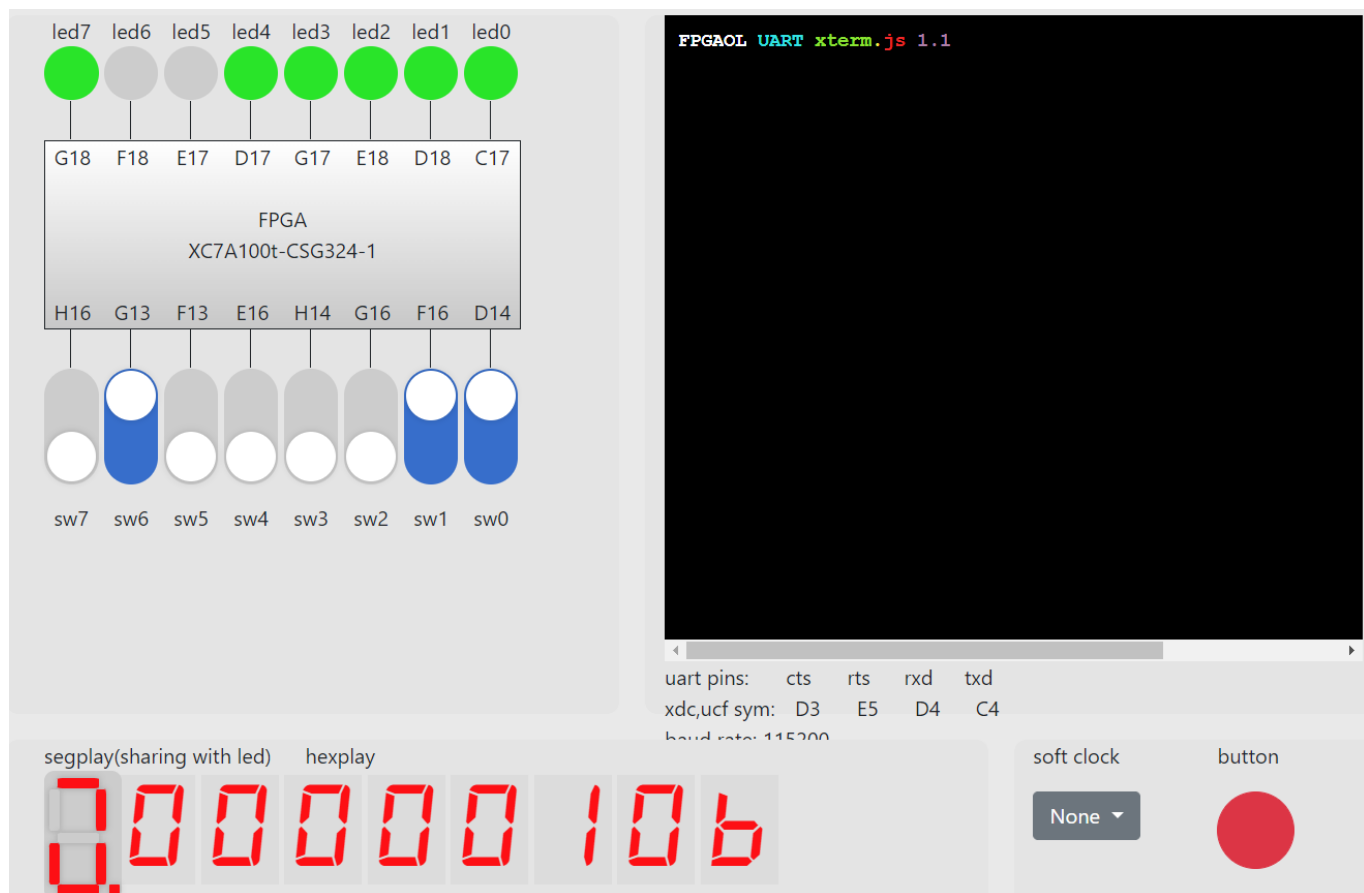 led7 led6 led5 led4 led3 led2 led1 led0
G18 F18 E17 D17 G17 E18 D18 C17
FPGA
XC7A100t-CSG324-1
H16 G13 F13 E16 H14 G16 F16 D14
sw7 sw6 sw5 sw4 sw3 sw2 sw1 sw0
FPGAOL UART xterm.js 1.1
uart pins: cts rts rxd txd
xdc,ucf sym: D3 E5 D4 C4
baud rate: 115200
segplay(sharing with led) hexplay
0000010b
soft clock button
None